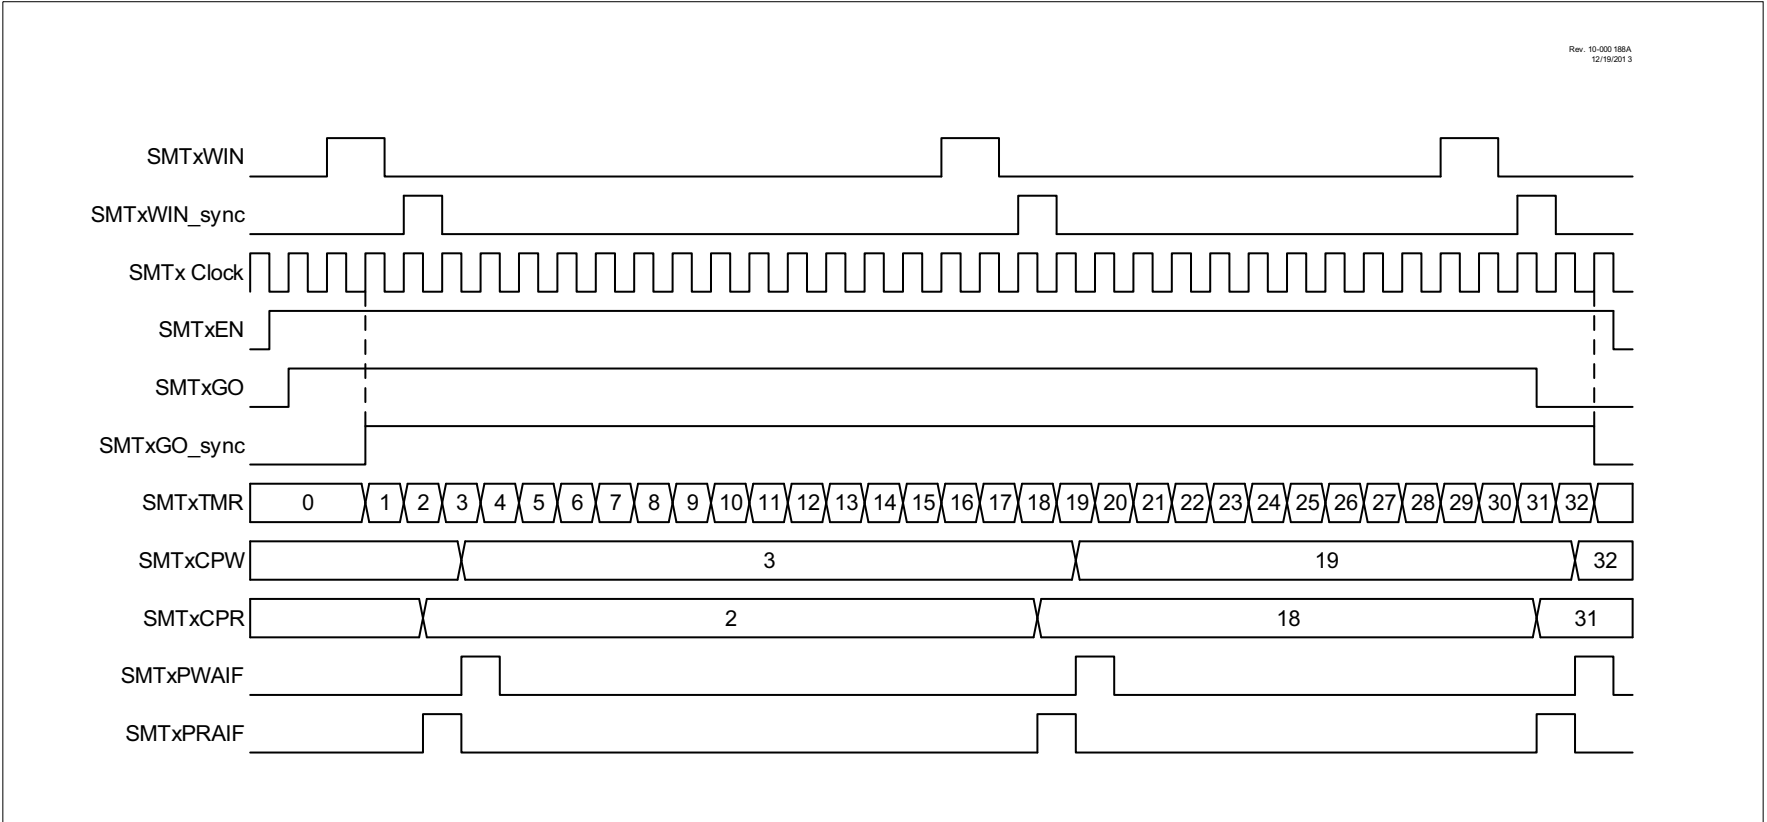 Rev. 10-000 188A
12/19/201 3
SMTxWIN
SMTxWIN_sync
SMTx Clock
SMTxEN
SMTxGO
SMTxGO_sync
SMTxTMR 0 1 2 3 4 5 6 7 8 9 10 11 12 13 14 15 16 17 18 19 20 21 22 23 24 25 26 27 28 29 30 31 32
SMTxCPW 3 19 32
SMTxCPR 2 18 31
SMTxPWAIF
SMTxPRAIF